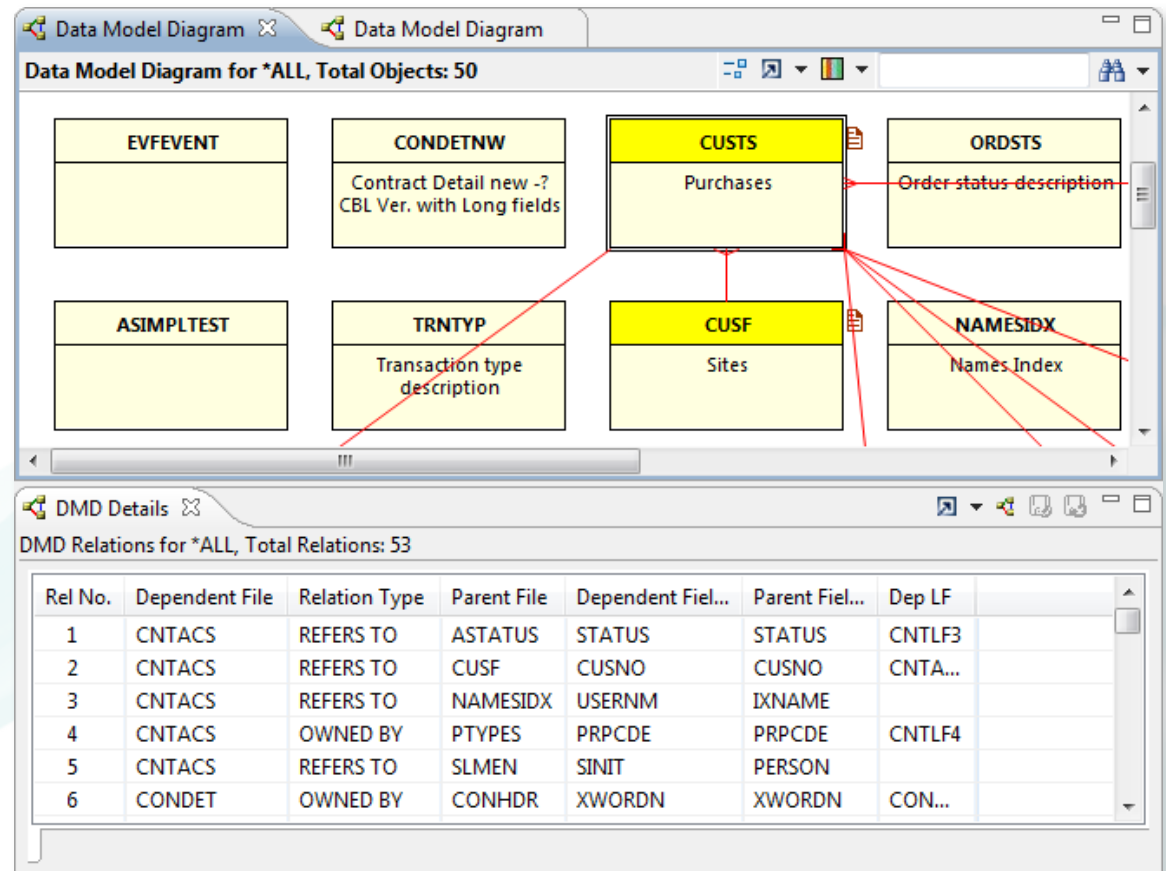 Data Model Diagram Data Model Diagram
Data Model Diagram for *ALL, Total Objects: 50
EVFEVENT CONDETNW CUSTS ORDSTS
Contract Detail new -? Purchases Order status description
CBL Ver. with Long fields
ASIMPLTEST TRNTYP CUSF NAMESIDX
Transaction type Sites Names Index
description
DMD Details
DMD Relations for *ALL, Total Relations: 53
Rel No. Dependent File Relation Type Parent File Dependent Fiel... Parent Fiel... Dep LF
1 CNTACS REFERS TO ASTATUS STATUS STATUS CNTLF3
2 CNTACS REFERS TO CUSF CUSNO CUSNO CNTA...
3 CNTACS REFERS TO NAMESIDX USERNM IXNAME
4 CNTACS OWNED BY PTYPES PRPCDE PRPCDE CNTLF4
5 CNTACS REFERS TO SLMEN SINIT PERSON
6 CONDET OWNED BY CONHDR XWORDN XWORDN CON...